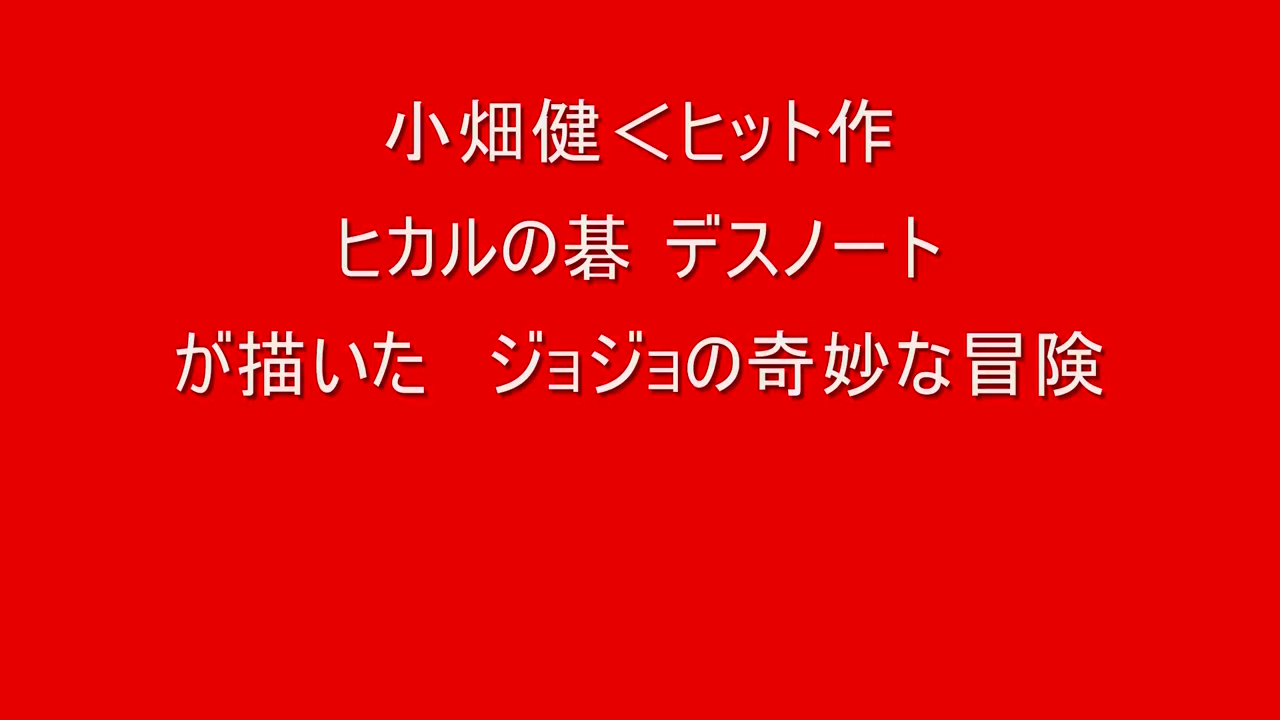 小畑健＜ヒット作
ヒカルの碁 デスノート
が描いた　ジョジョの奇妙な冒険